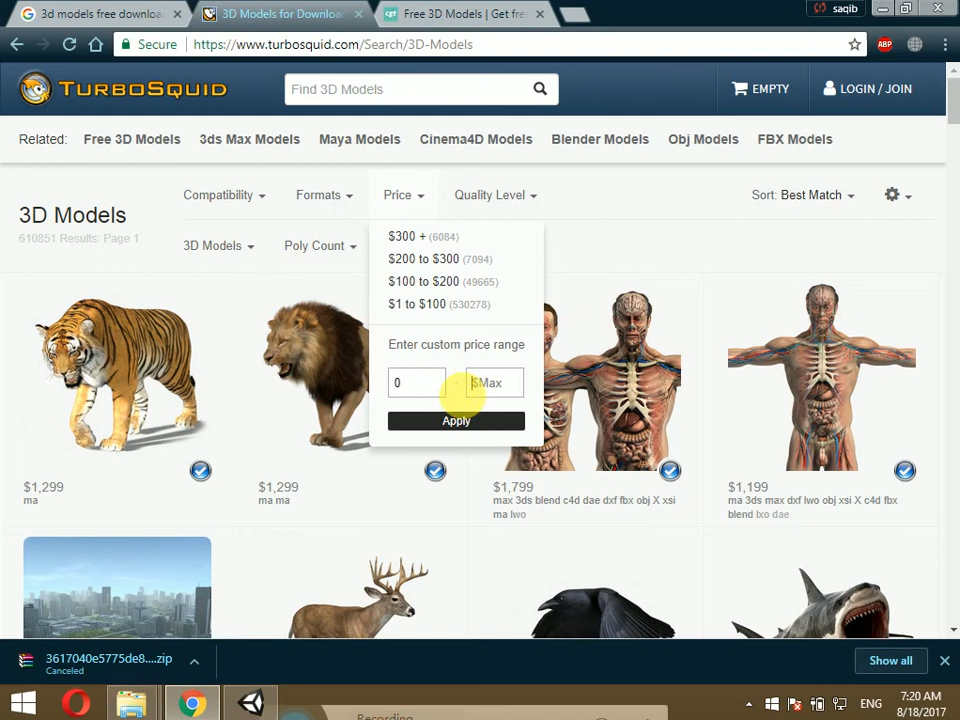 3d models free downloa
3D Models for Downloa
Free 3D Models | Get fre
saqib
Secure
https://www.turbosquid.com/Search/3D-Models
ABP
TURBOSQUID
Find 3D Models
EMPTY
LOGIN / JOIN
Related:
Free 3D Models
3ds Max Models
Maya Models
Cinema4D Models
Blender Models
Obj Models
FBX Models
3D Models
610851 Results: Page 1
Compatibility
Formats
Price
Quality Level
Sort: Best Match
3D Models
Poly Count
$300 + (6084)
$200 to $300 (7094)
$100 to $200 (49665)
$1 to $100 (530278)
Enter custom price range
0
-
$Max
Apply
$1,299
ma
$1,299
ma ma
$1,799
max 3ds blend c4d dae dxf fbx obj X xsi
ma lwo
$1,199
ma 3ds max dxf lwo obj xsi X c4d fbx
blend lxo dae
3617040e5775de8....zip
Canceled
Show all
Recording
ENG
7:20 AM
8/18/2017